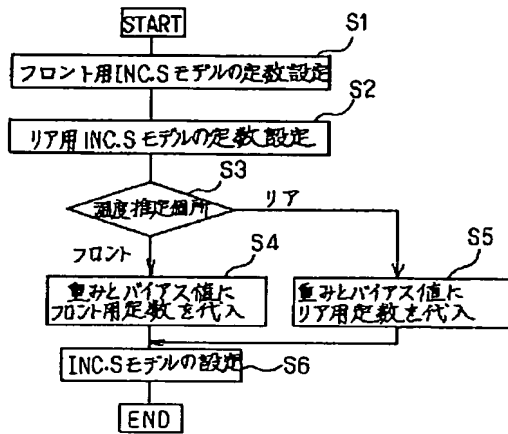 START
S1
フロント用INC.Sモデルの定数設定
S2
リア用INC.Sモデルの定数設定
S3
温度推定個所
リア
フロント
S4
重みとバイアス値に
フロント用定数を代入
S5
重みとバイアス値に
リア用定数を代入
INC.Sモデルの設定
S6
END